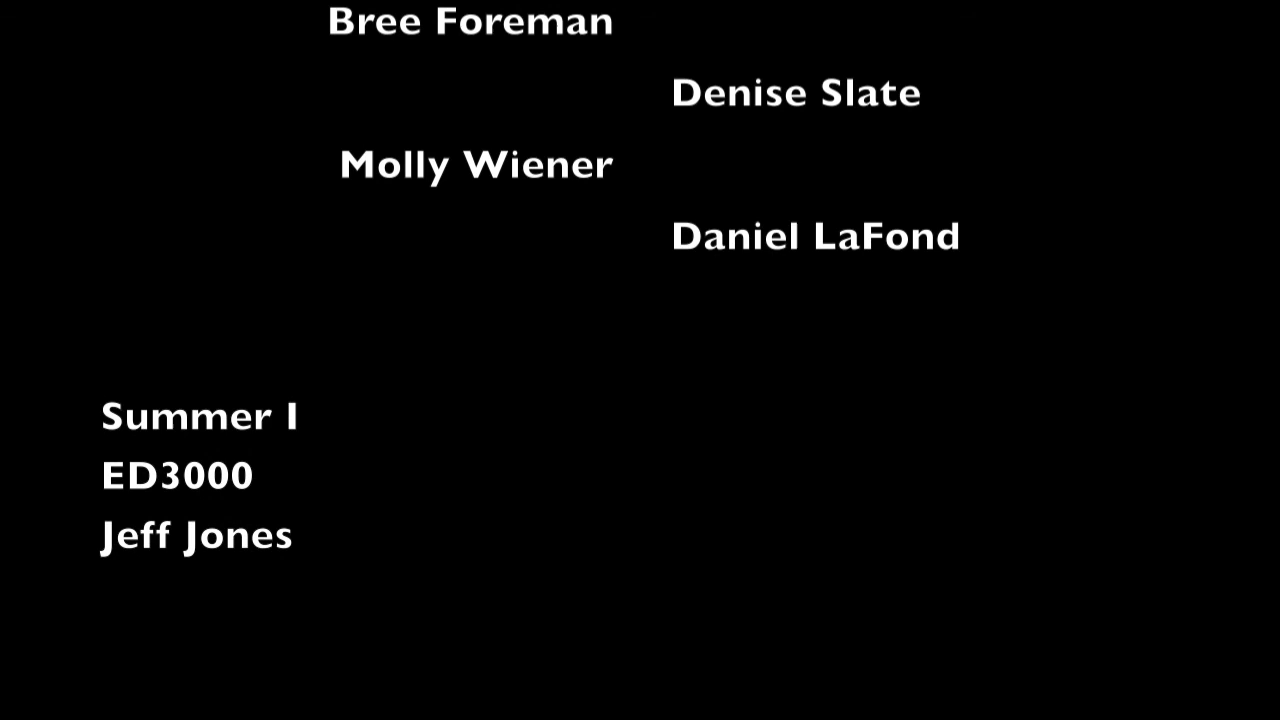 Bree Foreman
Denise Slate
Molly Wiener
Daniel LaFond
Summer I
ED3000
Jeff Jones